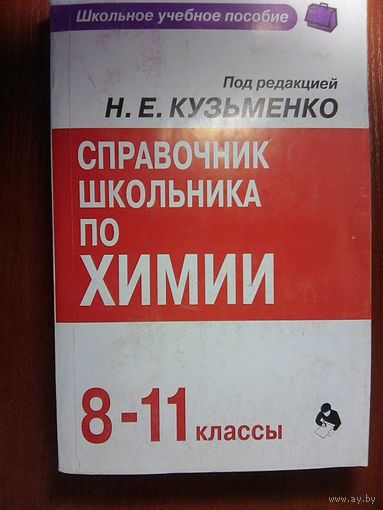 Школьное учебное пособие
Под редакцией
Н. Е. КУЗЬМЕНКО
СПРАВОЧНИК
ШКОЛЬНИКА
ПО
ХИМИИ
8-11 классы
www.ay.by